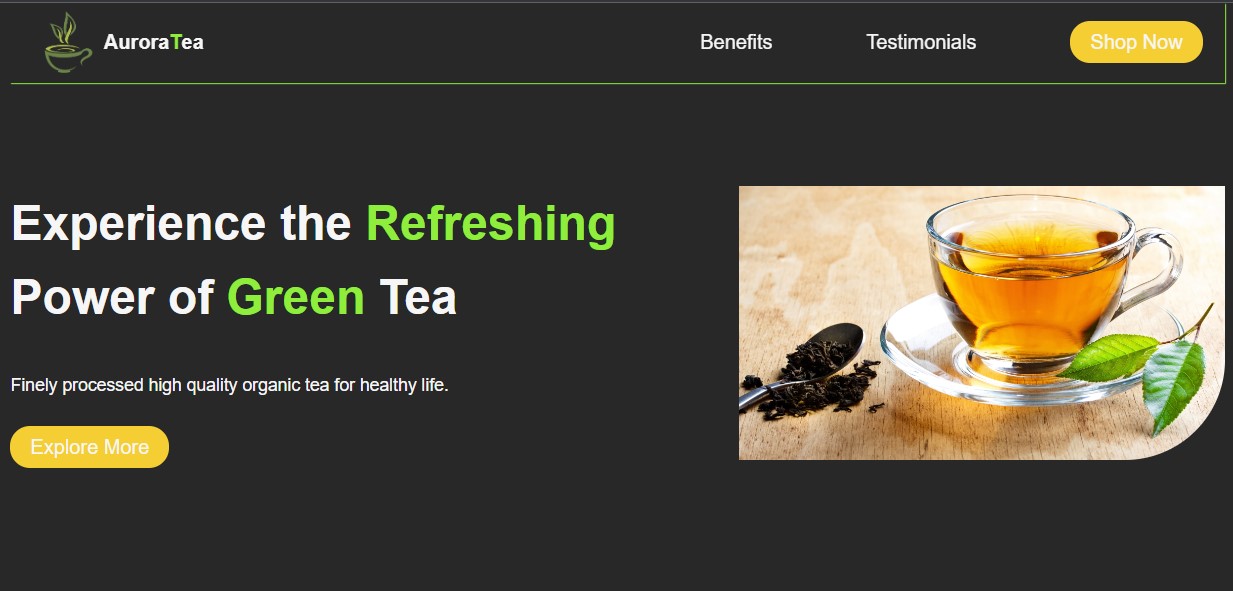 AuroraTea
Benefits
Testimonials
Shop Now
Experience the Refreshing
Power of Green Tea
Finely processed high quality organic tea for healthy life.
Explore More